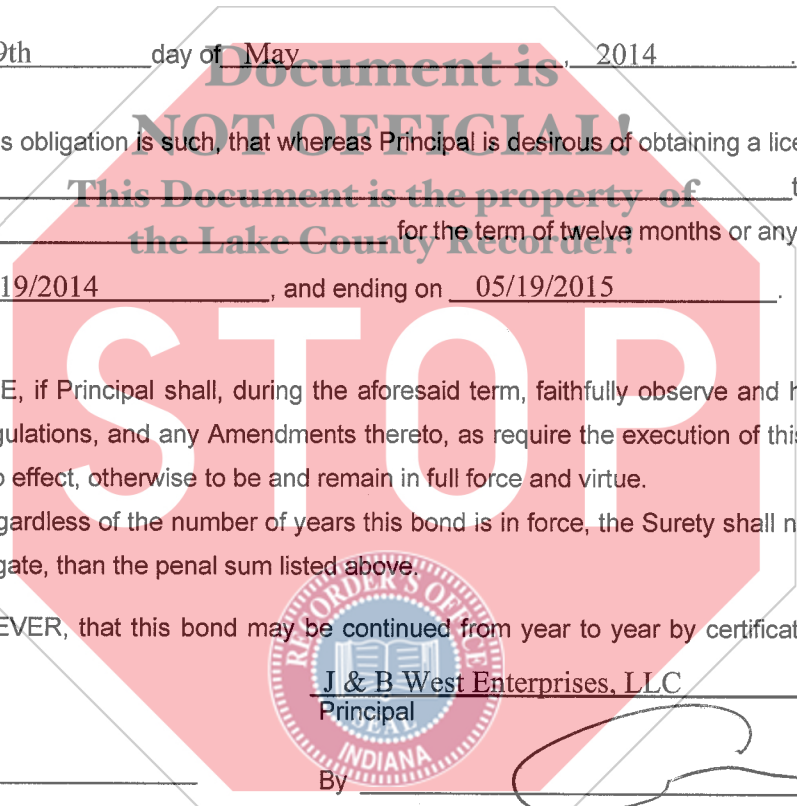 9th day of May, 2014.
Document is
s obligation is such, that whereas Principal is desirous of obtaining a lice
NOT OFFICIAL!
This Document is the property of
t
the Lake County Recorder!
for the term of twelve months or any
19/2014, and ending on 05/19/2015.
STOP
E, if Principal shall, during the aforesaid term, faithfully observe and h
gulations, and any Amendments thereto, as require the execution of this
o effect, otherwise to be and remain in full force and virtue.
gardless of the number of years this bond is in force, the Surety shall n
gate, than the penal sum listed above.
EVER, that this bond may be continued from year to year by certificat
RECORDER'S OFFICE
SEAL
INDIANA
J & B West Enterprises, LLC
Principal
By